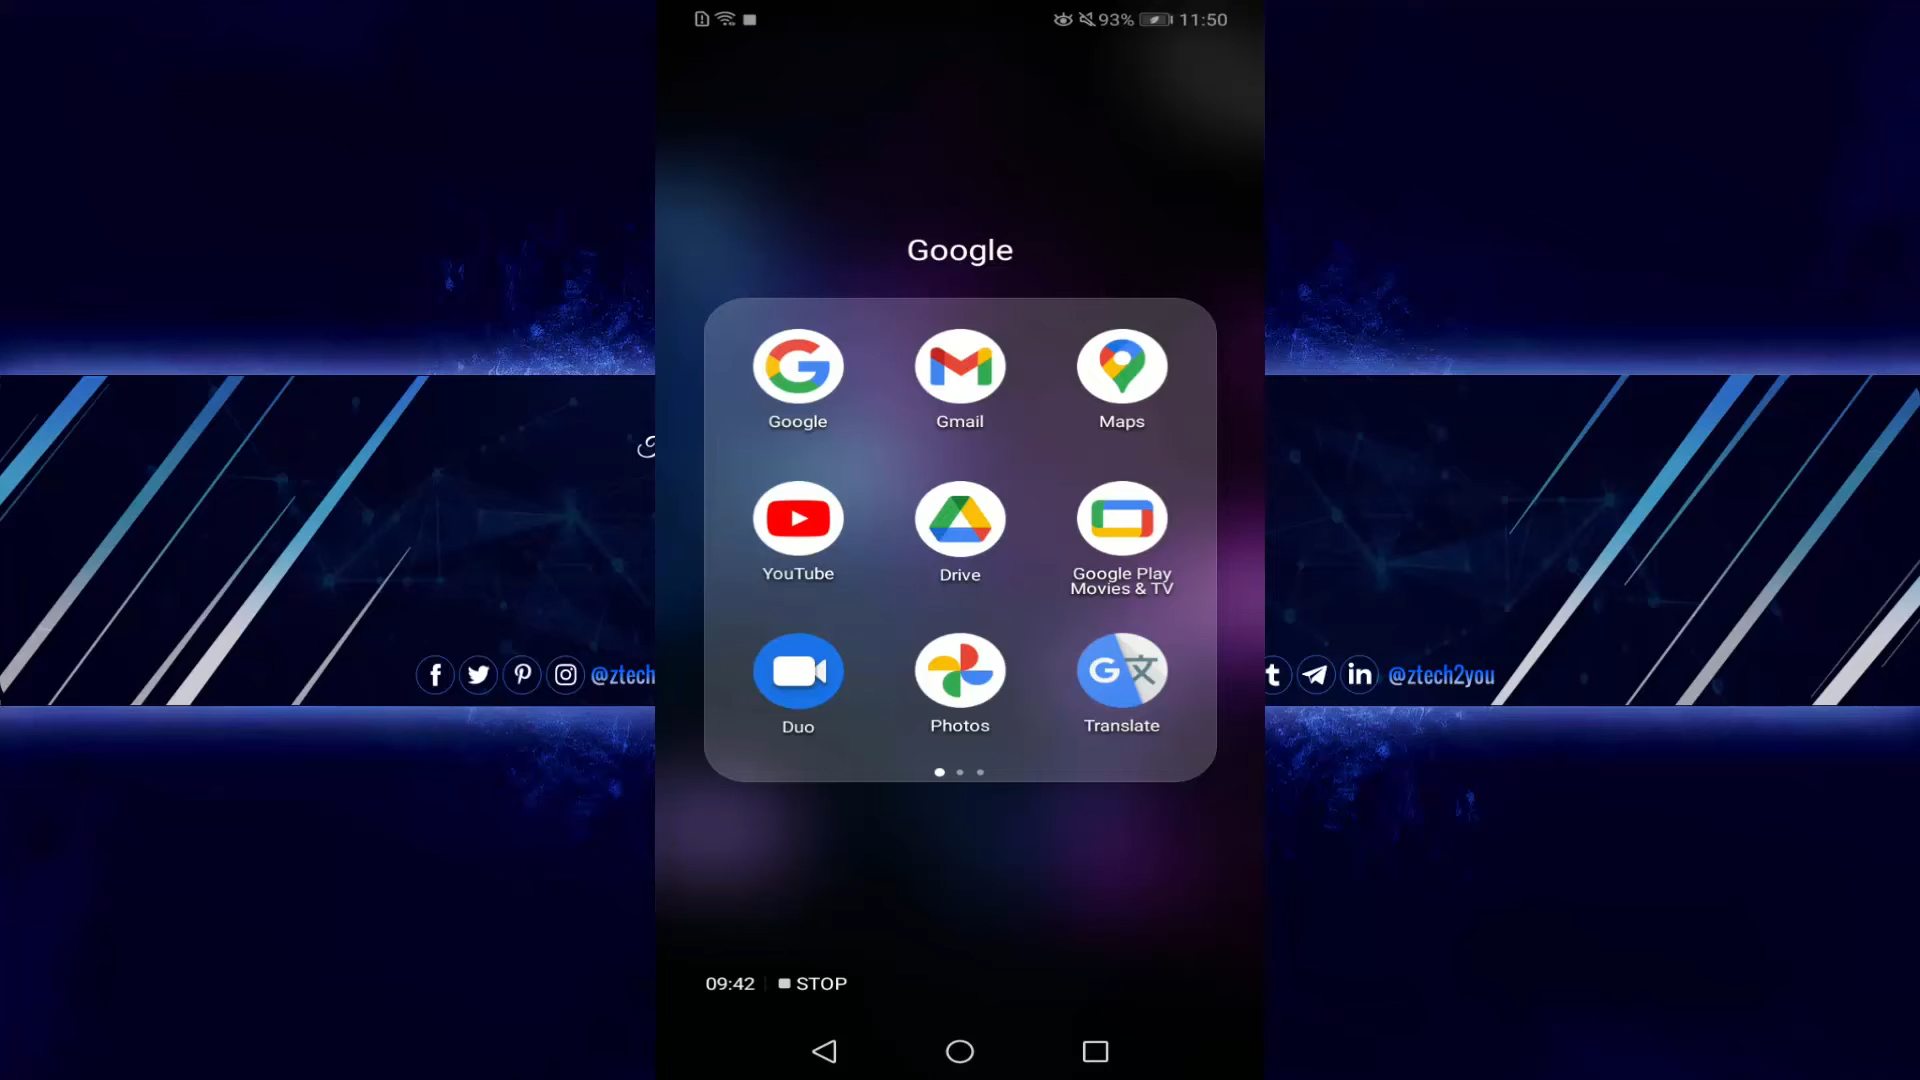 93% 11:50
Google
Google Gmail Maps
YouTube Drive Google Play
Movies & TV
Duo Photos Translate
@ztech
@ztech2you
09:42 STOP